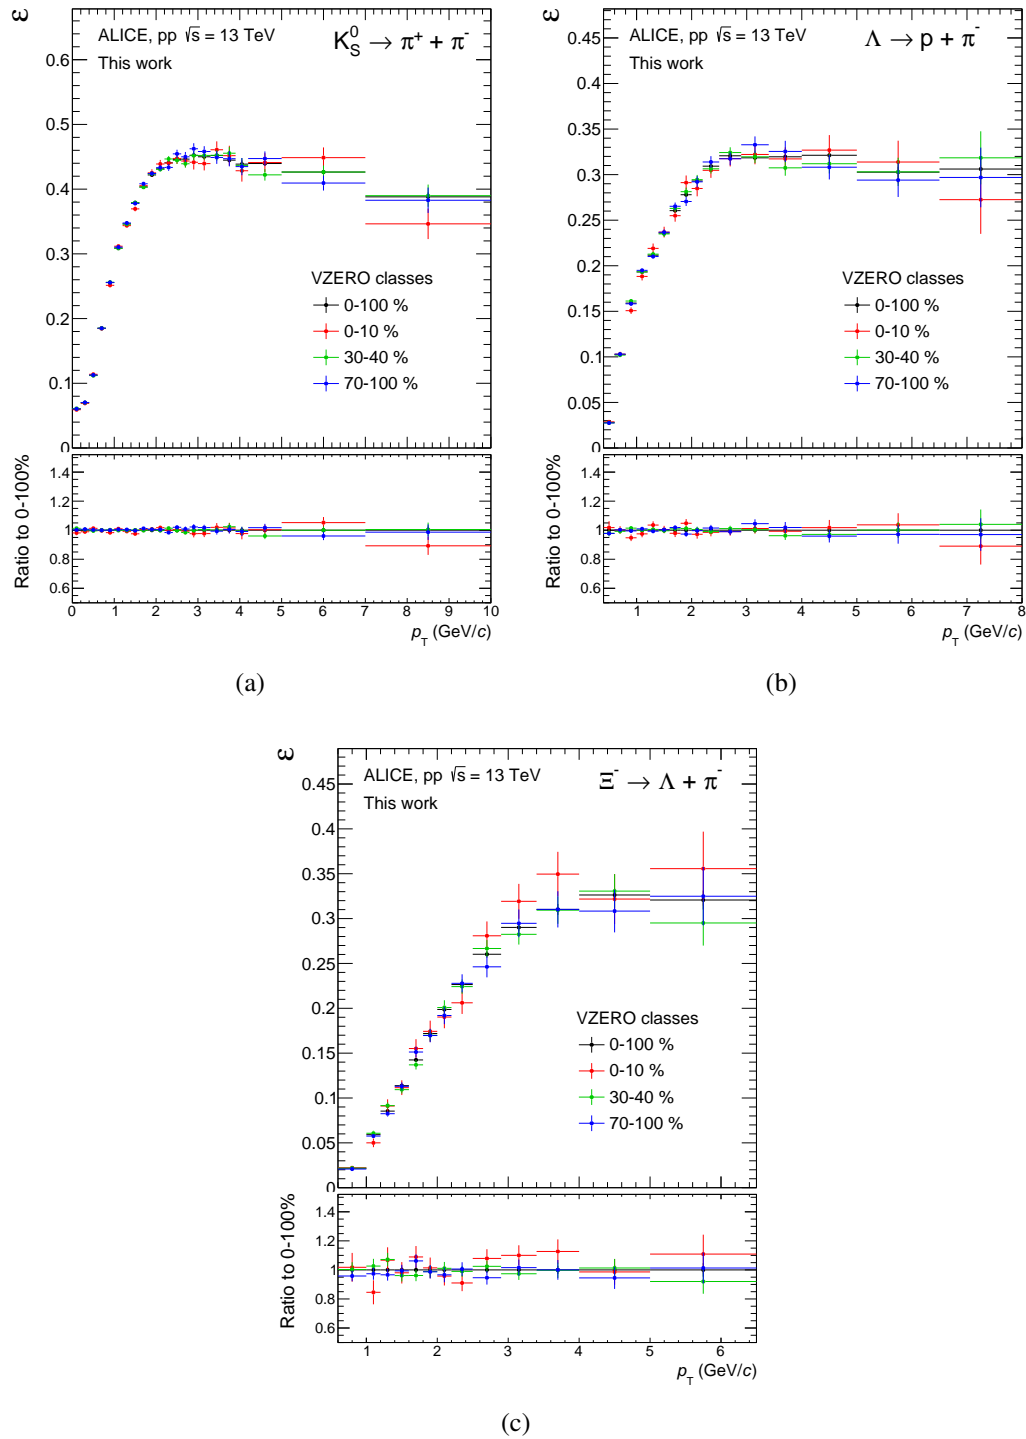 ε
ALICE, pp √s = 13 TeV
This work
K⁰_S → π⁺ + π⁻
0.6
0.5
0.4
0.3
0.2
0.1
0
VZERO classes
0-100 %
0-10 %
30-40 %
70-100 %
Ratio to 0-100%
1.4
1.2
1
0.8
0.6
0 1 2 3 4 5 6 7 8 9 10
p_T (GeV/c)
(a)
ε
ALICE, pp √s = 13 TeV
This work
Λ → p + π⁻
0.45
0.4
0.35
0.3
0.25
0.2
0.15
0.1
0.05
0
VZERO classes
0-100 %
0-10 %
30-40 %
70-100 %
Ratio to 0-100%
1.4
1.2
1
0.8
0.6
1 2 3 4 5 6 7 8
p_T (GeV/c)
(b)
ε
ALICE, pp √s = 13 TeV
This work
Ξ⁻ → Λ + π⁻
0.45
0.4
0.35
0.3
0.25
0.2
0.15
0.1
0.05
0
VZERO classes
0-100 %
0-10 %
30-40 %
70-100 %
Ratio to 0-100%
1.4
1.2
1
0.8
0.6
1 2 3 4 5 6
p_T (GeV/c)
(c)